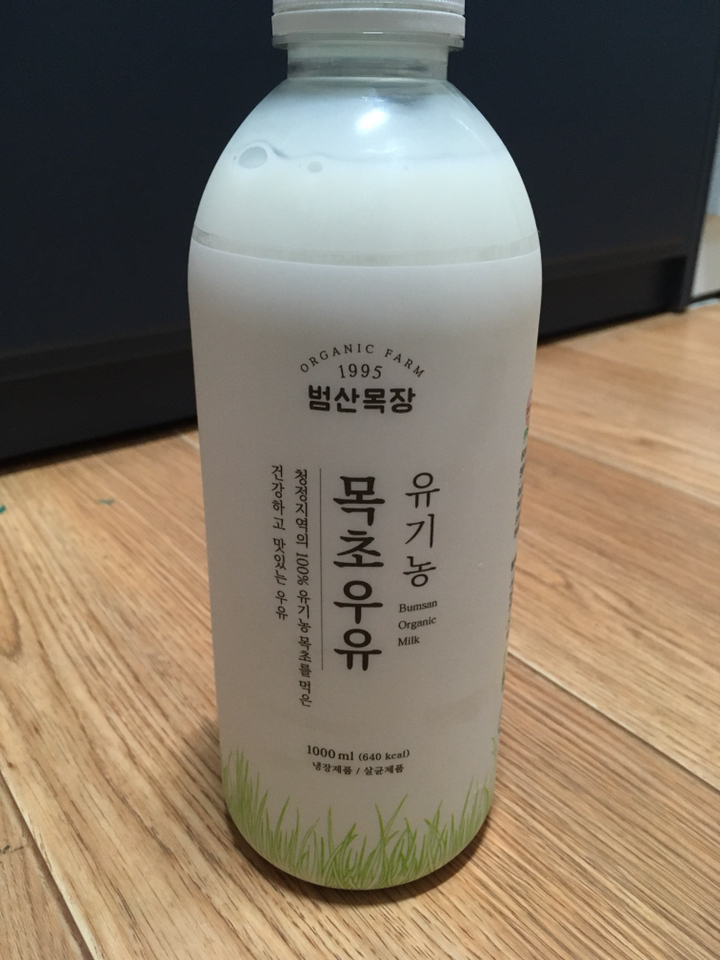 ORGANIC FARM
1995
범산목장
유기농
Bumsan
Organic
Milk
목초우유
청정지역의 100% 유기농 목초를 먹은
건강하고 맛있는 우유
1000 ml (640 kcal)
냉장제품 / 살균제품